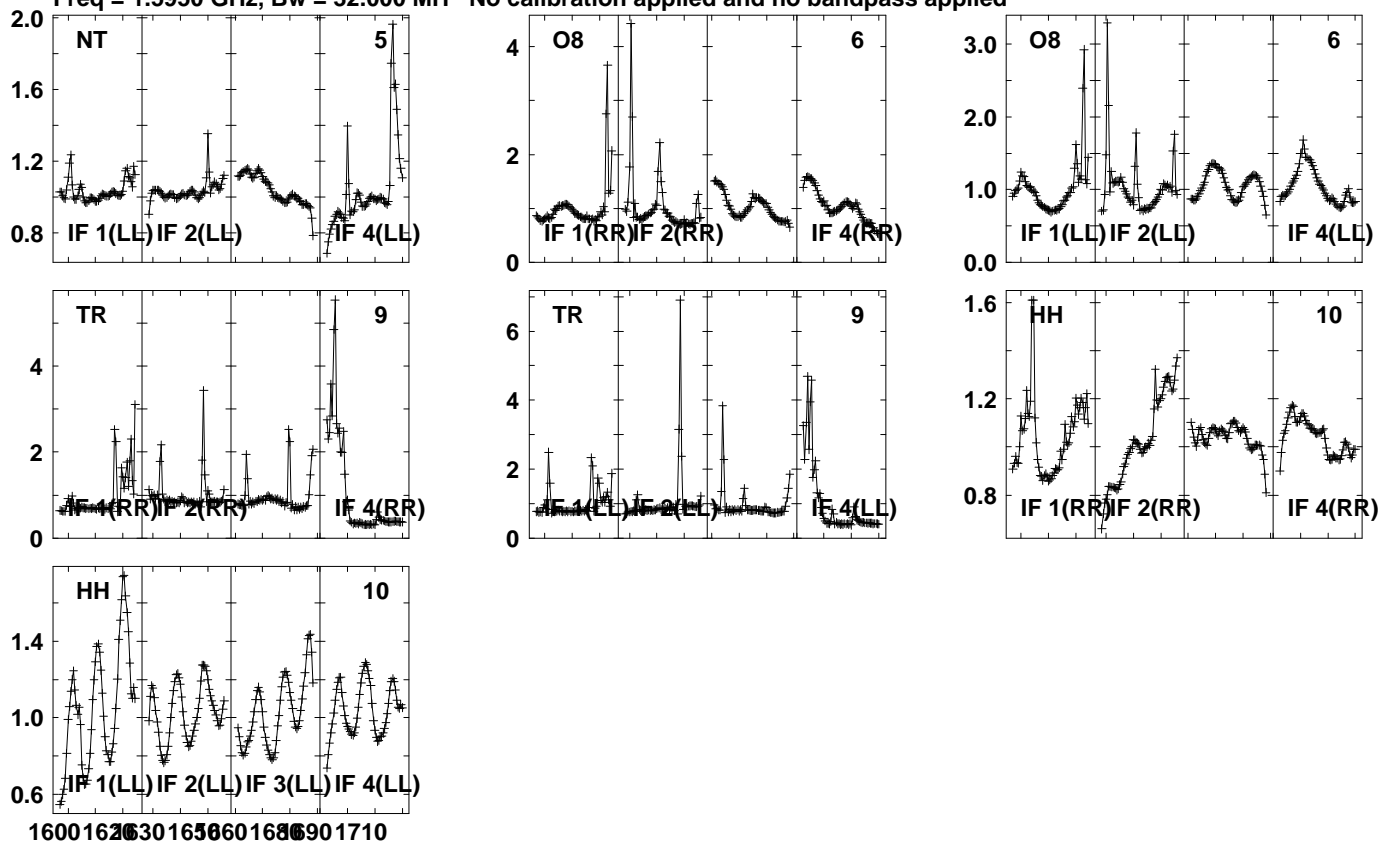 Freq = 1.5950 GHz, Bw = 32.000 MH No calibration applied and no bandpass applied
NT 5
2.0
1.6
1.2
0.8
IF 1(LL) IF 2(LL) IF 4(LL)
O8 6
4
2
0
IF 1(RR) IF 2(RR) IF 4(RR)
O8 6
3.0
2.0
1.0
0.0
IF 1(LL) IF 2(LL) IF 4(LL)
TR 9
4
2
0
IF 1(RR) IF 2(RR) IF 4(RR)
TR 9
6
4
2
0
IF 1(LL) IF 2(LL) IF 4(LL)
HH 10
1.6
1.2
0.8
IF 1(RR) IF 2(RR) IF 4(RR)
HH 10
1.4
1.0
0.6
IF 1(LL) IF 2(LL) IF 3(LL) IF 4(LL)
1600 1620 1630 1650 1660 1680 1690 1710